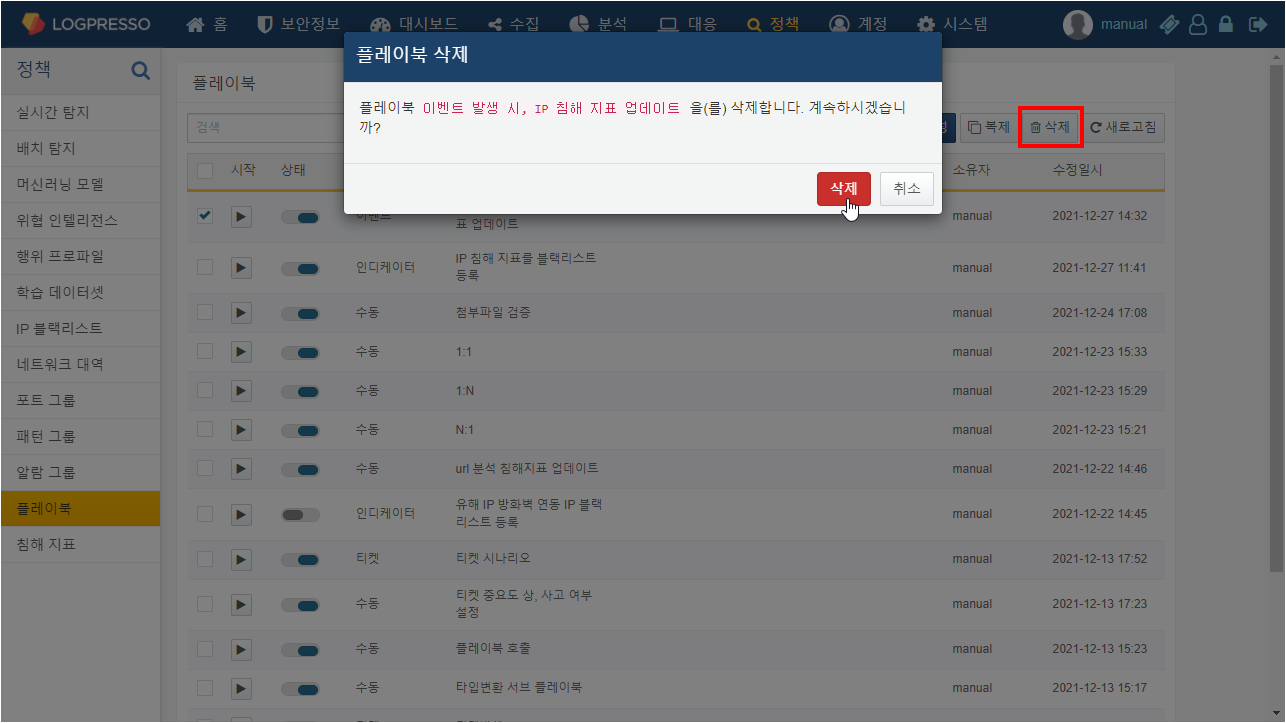 LOGPRESSO 홈 보안정보 대시보드 수집 분석 대응 정책 계정 시스템 manual
정책
실시간 탐지
배치 탐지
머신러닝 모델
위협 인텔리전스
행위 프로파일
학습 데이터셋
IP 블랙리스트
네트워크 대역
포트 그룹
패턴 그룹
알람 그룹
플레이북
침해 지표
플레이북
플레이북 삭제
플레이북 이벤트 발생 시, IP 침해 지표 업데이트 을(를) 삭제합니다. 계속하시겠습니
까?
삭제 취소
검색 복제 삭제 새로고침
시작 상태 소유자 수정일시
이벤트 표 업데이트 manual 2021-12-27 14:32
인디케이터 IP 침해 지표를 블랙리스트 manual 2021-12-27 11:41
등록
수동 첨부파일 검증 manual 2021-12-24 17:08
수동 1:1 manual 2021-12-23 15:33
수동 1:N manual 2021-12-23 15:29
수동 N:1 manual 2021-12-23 15:21
수동 url 분석 침해지표 업데이트 manual 2021-12-22 14:46
인디케이터 유해 IP 방화벽 연동 IP 블랙 manual 2021-12-22 14:45
리스트 등록
티켓 티켓 시나리오 manual 2021-12-13 17:52
수동 티켓 중요도 상, 사고 여부 manual 2021-12-13 17:23
설정
수동 플레이북 호출 manual 2021-12-13 15:23
수동 타입변환 서브 플레이북 manual 2021-12-13 15:17